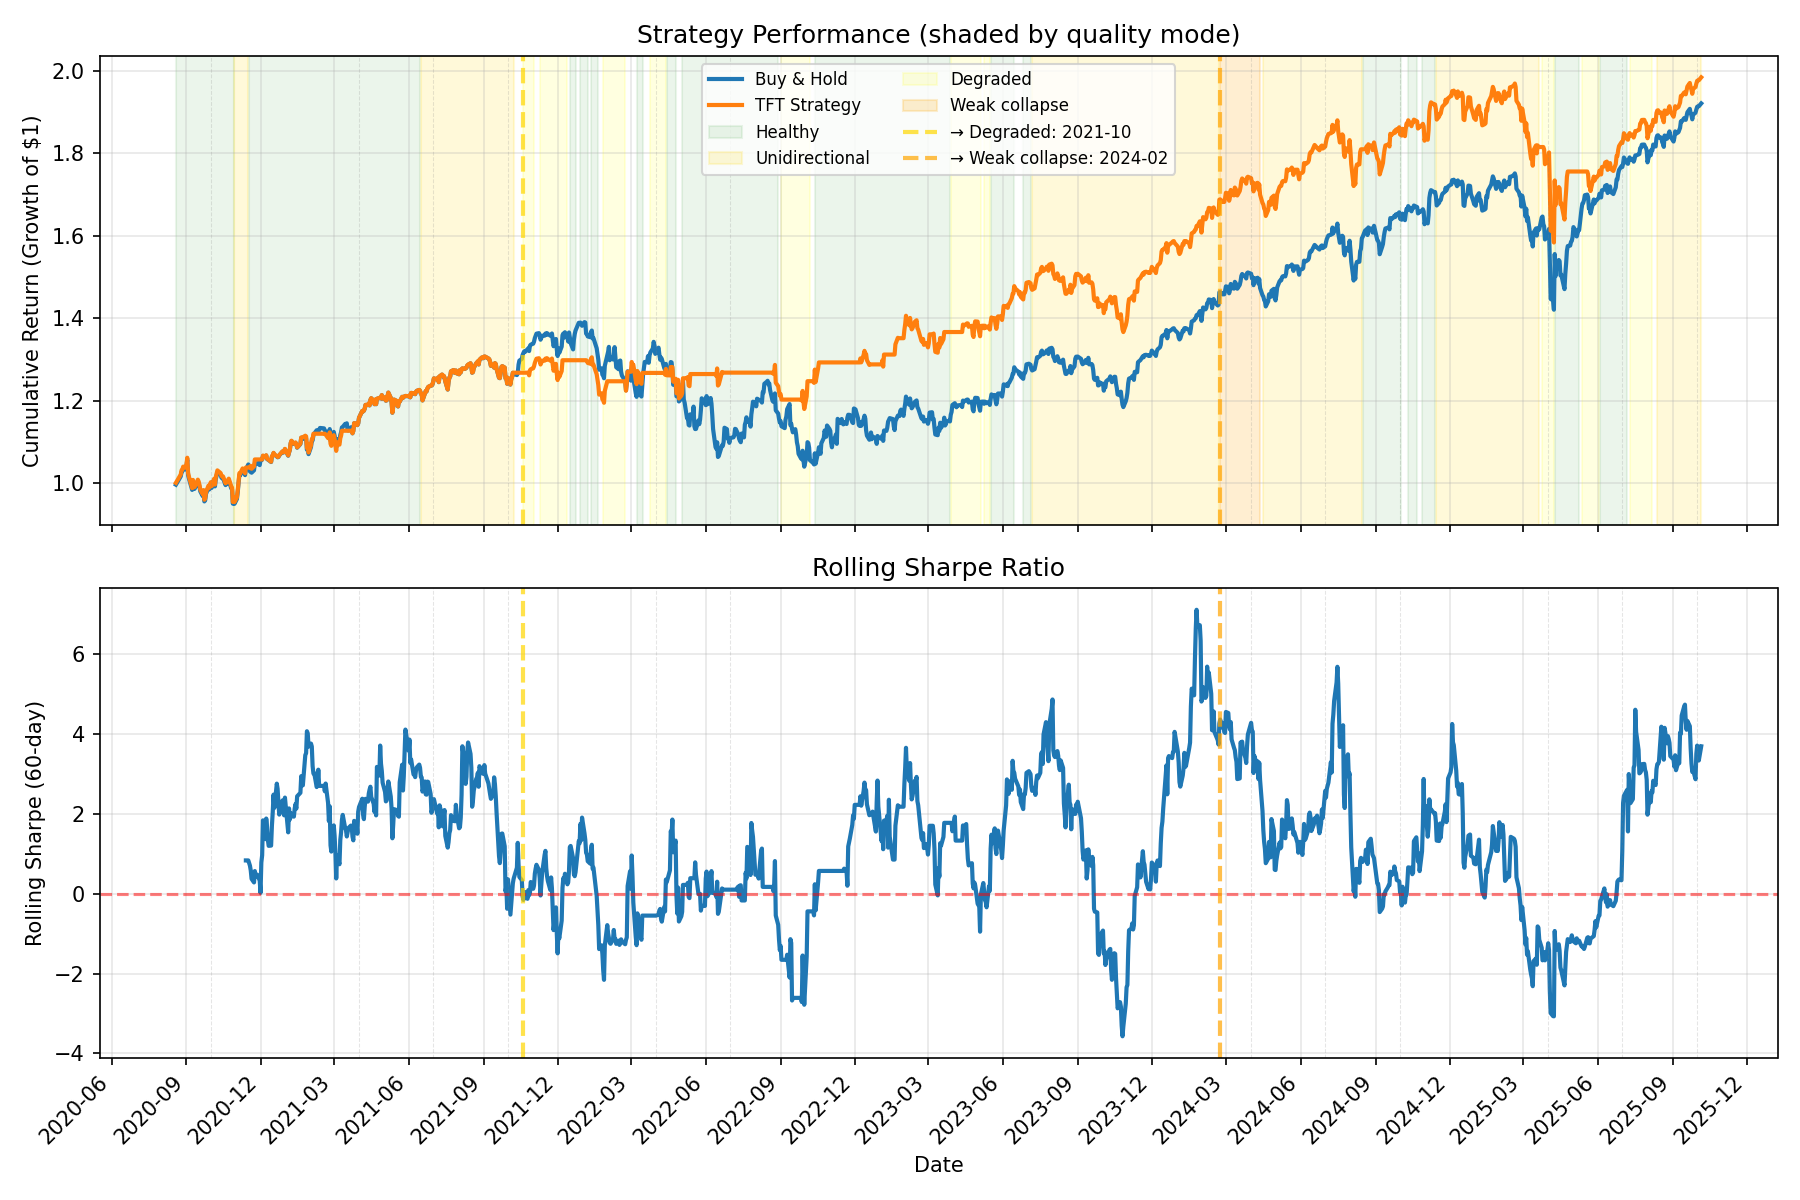 Strategy Performance (shaded by quality mode)
Cumulative Return (Growth of $1)
2.0
1.8
1.6
1.4
1.2
1.0
Buy & Hold
TFT Strategy
Healthy
Unidirectional
Degraded
Weak collapse
→ Degraded: 2021-10
→ Weak collapse: 2024-02
Rolling Sharpe Ratio
Rolling Sharpe (60-day)
6
4
2
0
−2
−4
2020-06
2020-09
2020-12
2021-03
2021-06
2021-09
2021-12
2022-03
2022-06
2022-09
2022-12
2023-03
2023-06
2023-09
2023-12
2024-03
2024-06
2024-09
2024-12
2025-03
2025-06
2025-09
2025-12
Date